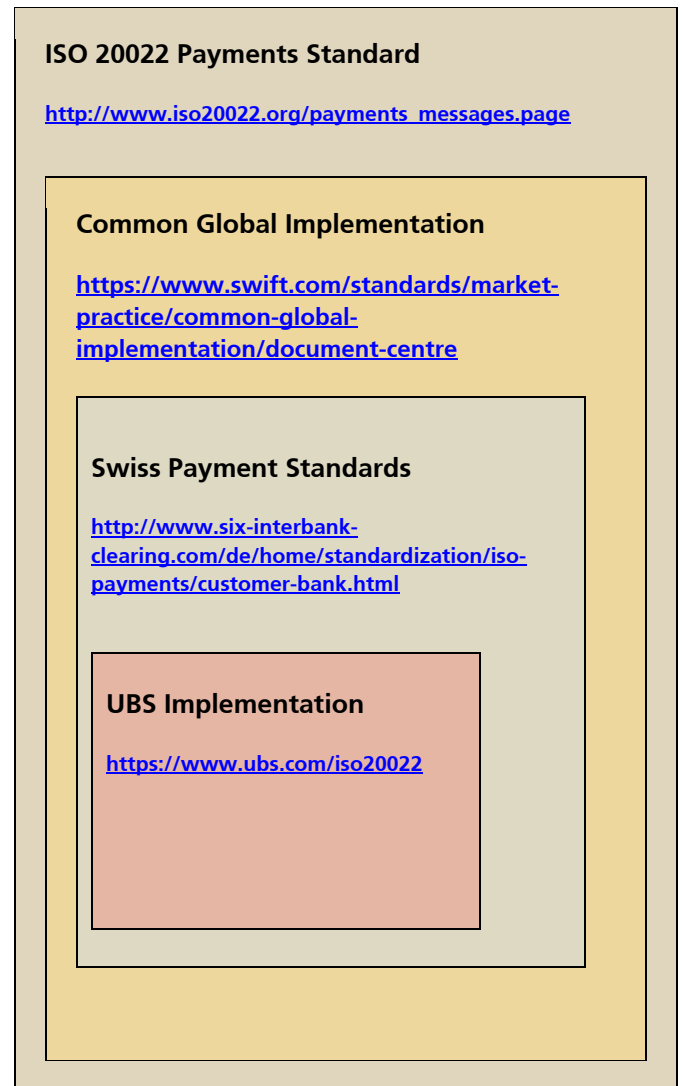 ISO 20022 Payments Standard
http://www.iso20022.org/payments_messages.page
Common Global Implementation
https://www.swift.com/standards/market-
practice/common-global-
implementation/document-centre
Swiss Payment Standards
http://www.six-interbank-
clearing.com/de/home/standardization/iso-
payments/customer-bank.html
UBS Implementation
https://www.ubs.com/iso20022